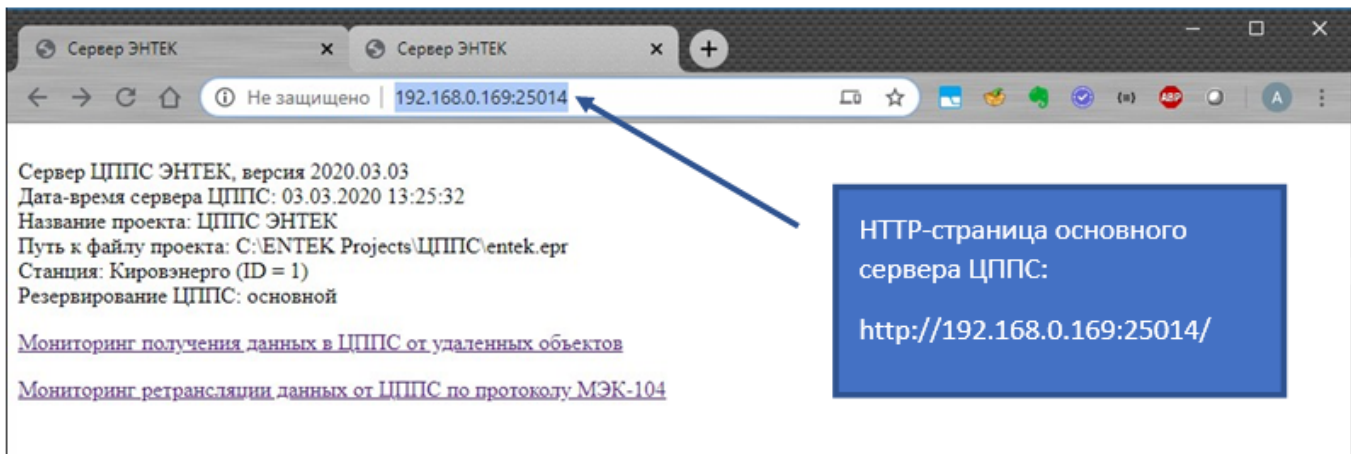 Сервер ЭНТЕК
Сервер ЭНТЕК
Не защищено | 192.168.0.169:25014
ABP
A
Сервер ЦППС ЭНТЕК, версия 2020.03.03
Дата-время сервера ЦППС: 03.03.2020 13:25:32
Название проекта: ЦППС ЭНТЕК
Путь к файлу проекта: C:\ENTEK Projects\ЦППС\entek.epr
Станция: Кировэнерго (ID = 1)
Резервирование ЦППС: основной
Мониторинг получения данных в ЦППС от удаленных объектов
Мониторинг ретрансляции данных от ЦППС по протоколу МЭК-104
HTTP-страница основного
сервера ЦППС:
http://192.168.0.169:25014/